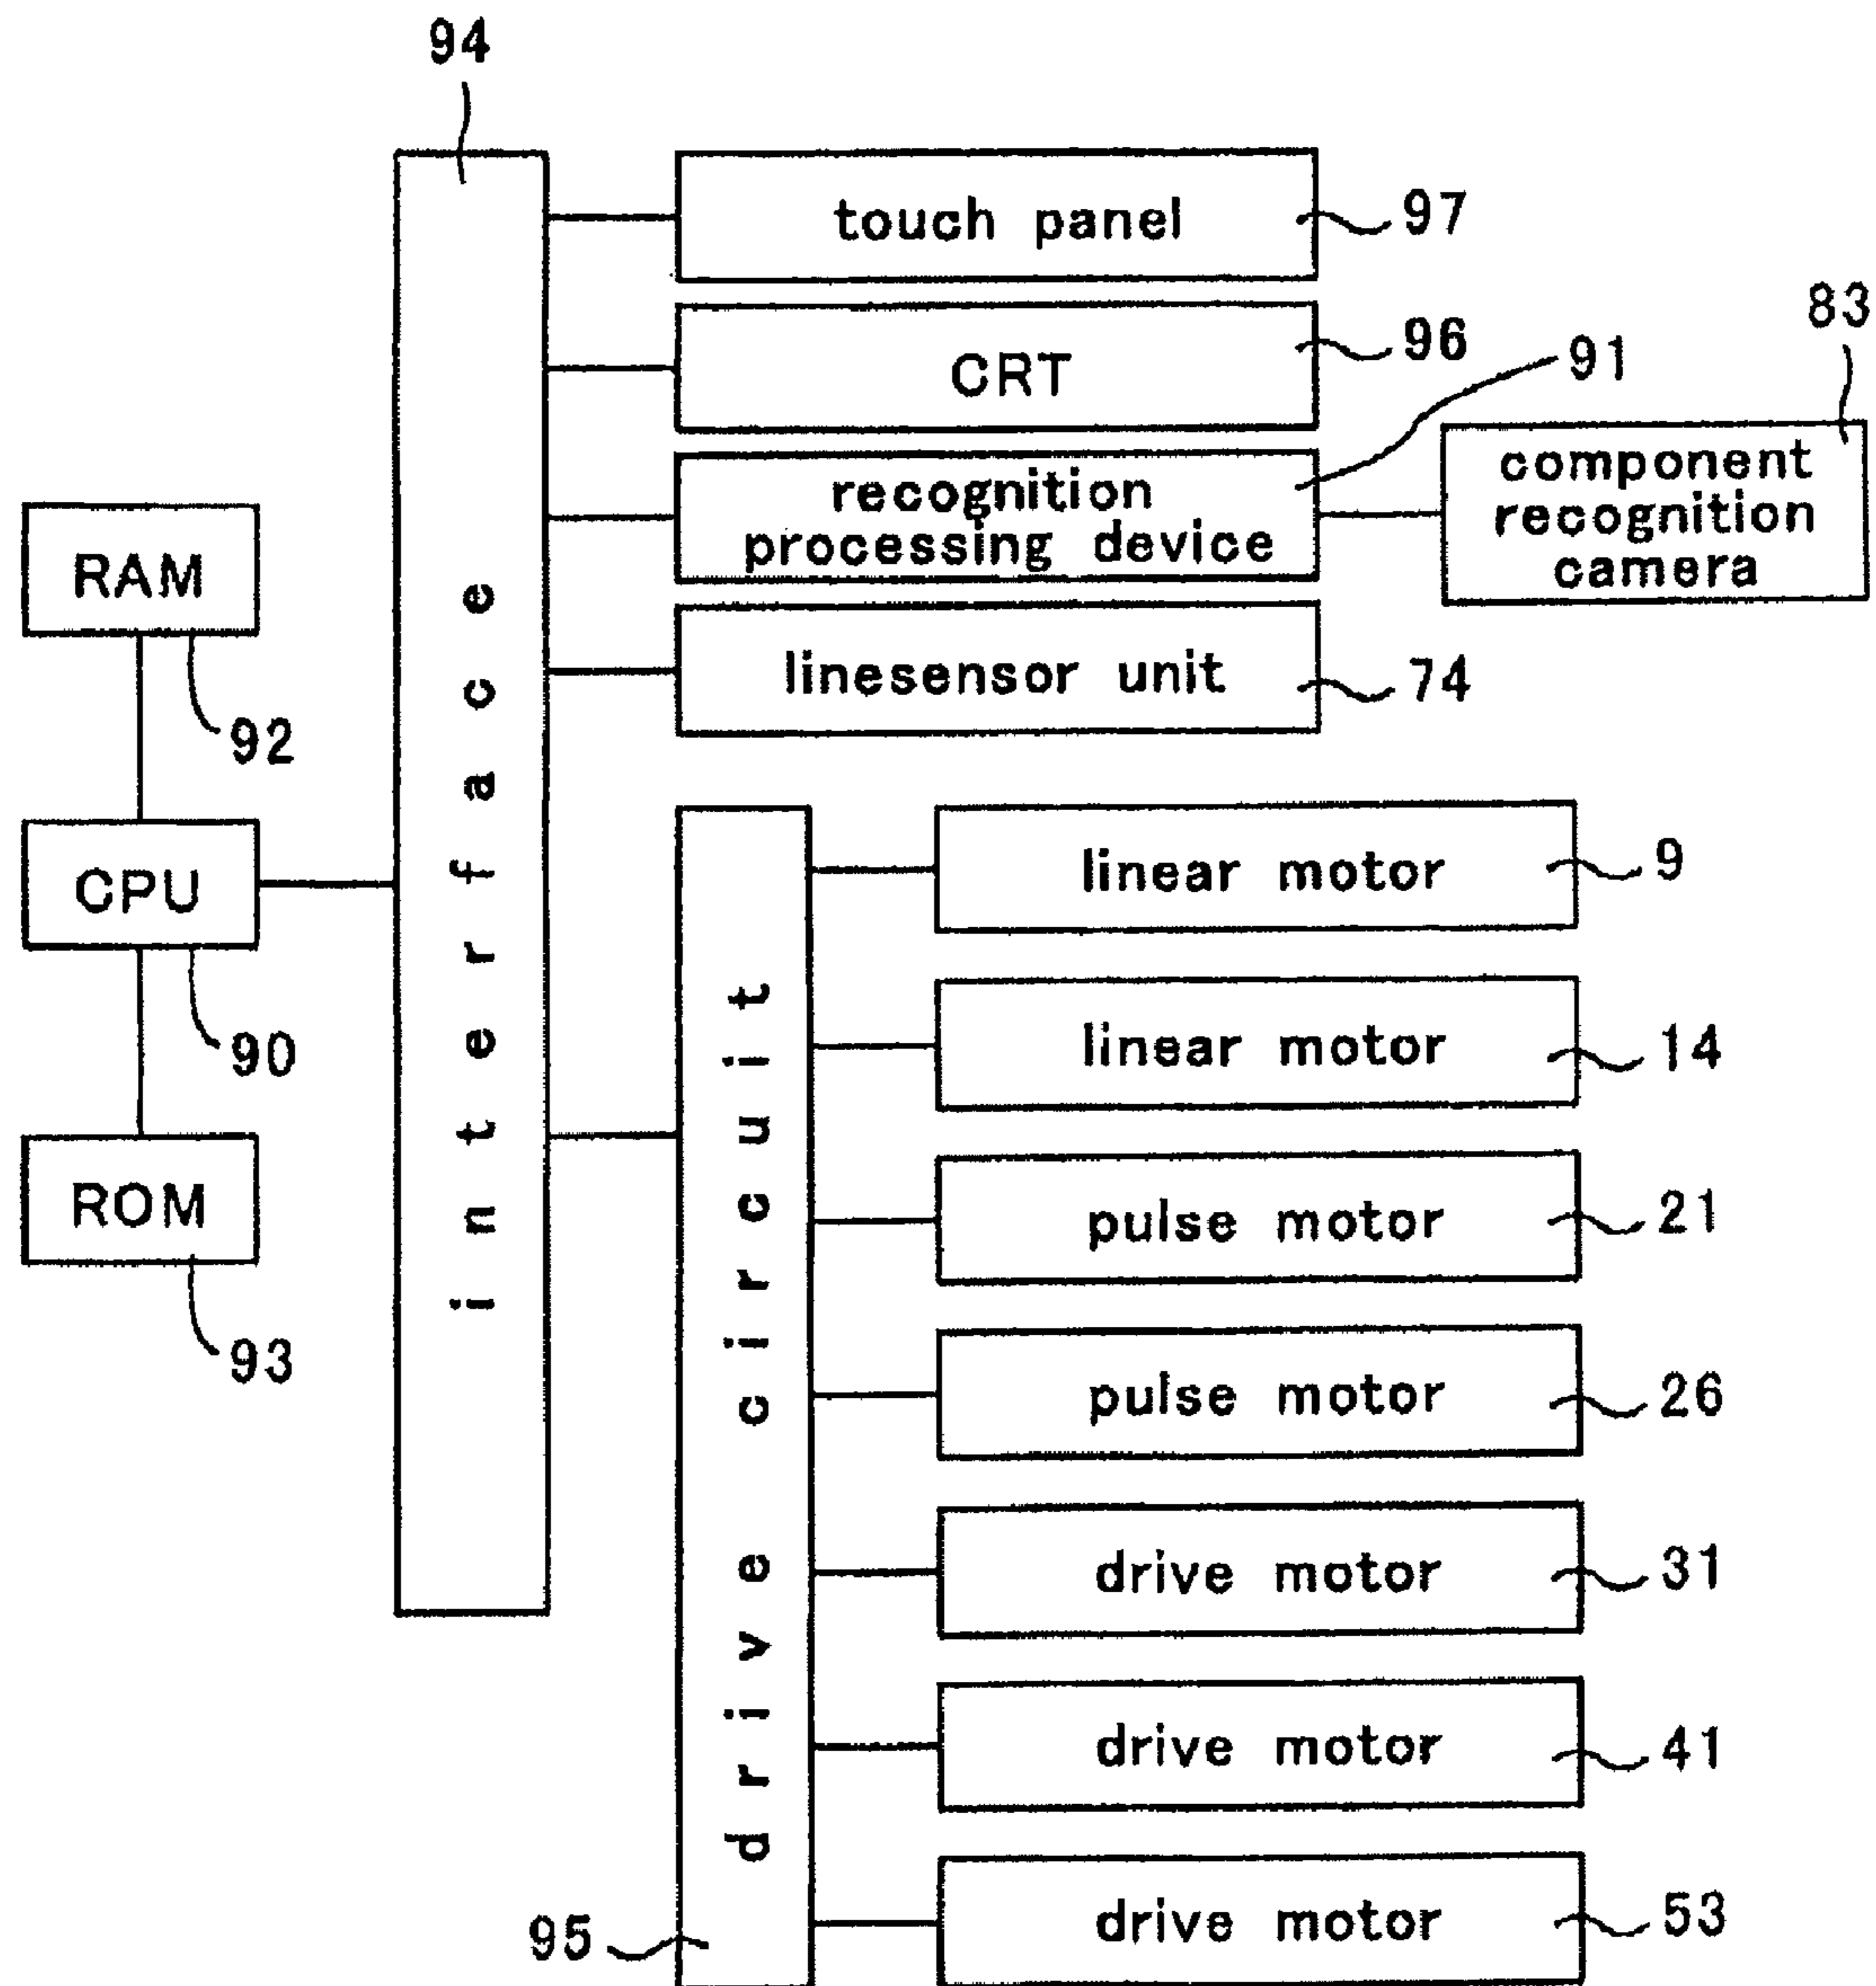 94
touch panel
97
CRT
96
91
83
recognition
processing device
component
recognition
camera
linesensor unit
74
RAM
92
CPU
90
ROM
93
interface
drive circuit
95
linear motor
9
linear motor
14
pulse motor
21
pulse motor
26
drive motor
31
drive motor
41
drive motor
53